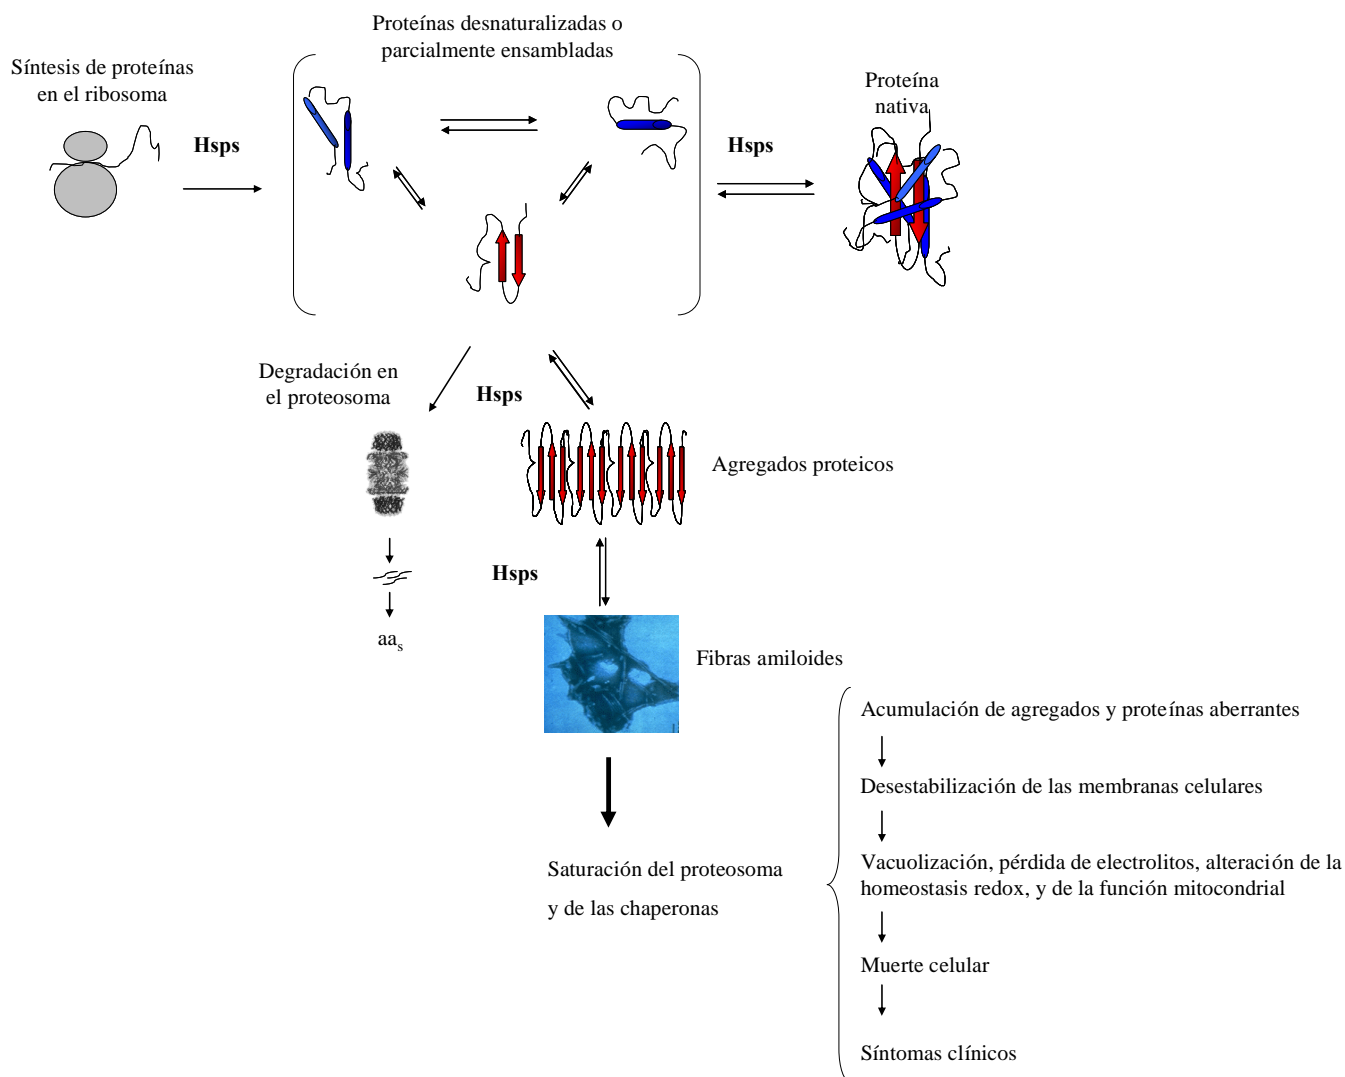 Proteínas desnaturalizadas o
parcialmente ensambladas
Síntesis de proteínas
en el ribosoma
Proteína
nativa
Hsps
Hsps
Degradación en
el proteosoma
Hsps
Agregados proteicos
Hsps
aas
Fibras amiloides
Saturación del proteosoma
y de las chaperonas
Acumulación de agregados y proteínas aberrantes
Desestabilización de las membranas celulares
Vacuolización, pérdida de electrolitos, alteración de la
homeostasis redox, y de la función mitocondrial
Muerte celular
Síntomas clínicos